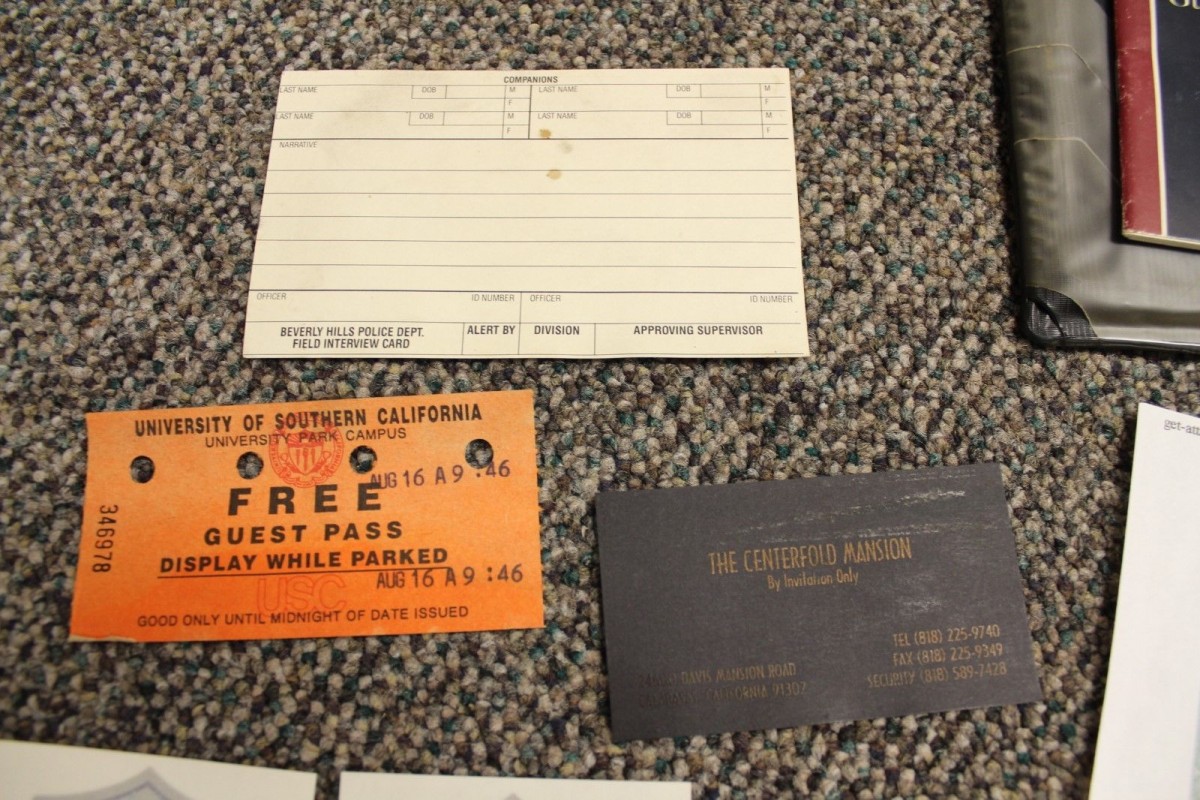 COMPANIONS
LAST NAME DOB M LAST NAME DOB M
F F
LAST NAME DOB M LAST NAME DOB M
F F
NARRATIVE
OFFICER ID NUMBER OFFICER ID NUMBER
BEVERLY HILLS POLICE DEPT. ALERT BY DIVISION APPROVING SUPERVISOR
FIELD INTERVIEW CARD
UNIVERSITY OF SOUTHERN CALIFORNIA
UNIVERSITY PARK CAMPUS
AUG 16 A 9 :46
FREE
GUEST PASS
DISPLAY WHILE PARKED
AUG 16 A 9 :46
USC
GOOD ONLY UNTIL MIDNIGHT OF DATE ISSUED
346978
THE CENTERFOLD MANSION
By Invitation Only
TEL (818) 225-9740
FAX (818) 225-9349
SECURITY (818) 589-7428
DAVIS MANSION ROAD
CALIFORNIA 91302